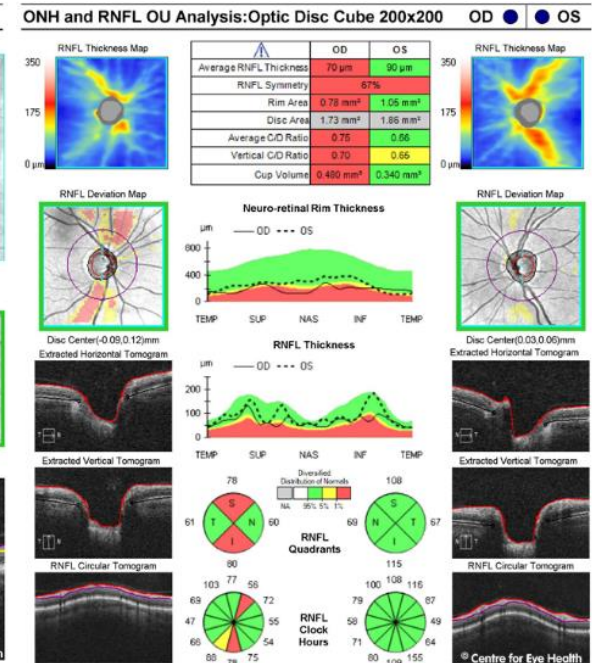 ONH and RNFL OU Analysis:Optic Disc Cube 200x200 OD OS
RNFL Thickness Map
350
175
0 µm
OD OS
Average RNFL Thickness 70 µm 90 µm
RNFL Symmetry 67%
Rim Area 0.78 mm² 1.05 mm²
Disc Area 1.73 mm² 1.86 mm²
Average C/D Ratio 0.75 0.66
Vertical C/D Ratio 0.70 0.65
Cup Volume 0.480 mm³ 0.340 mm³
RNFL Thickness Map
350
175
0 µm
RNFL Deviation Map
Disc Center(-0.09,0.12)mm
Extracted Horizontal Tomogram
Extracted Vertical Tomogram
RNFL Circular Tomogram
Neuro-retinal Rim Thickness
µm OD OS
800
400
0
TEMP SUP NAS INF TEMP
RNFL Thickness
µm OD OS
200
100
0
TEMP SUP NAS INF TEMP
Diversified
Distribution of Normals
NA 95% 5% 1%
78
S
61 T N 60
I
80
RNFL
Quadrants
108
S
69 N T 67
I
115
103 77 56
69 72
47 55
66 54
88 75
RNFL
Clock
Hours
100 108 116
79 87
58 49
71 64
80 109 155
RNFL Deviation Map
Disc Center(0.03,0.06)mm
Extracted Horizontal Tomogram
Extracted Vertical Tomogram
RNFL Circular Tomogram
© Centre for Eye Health